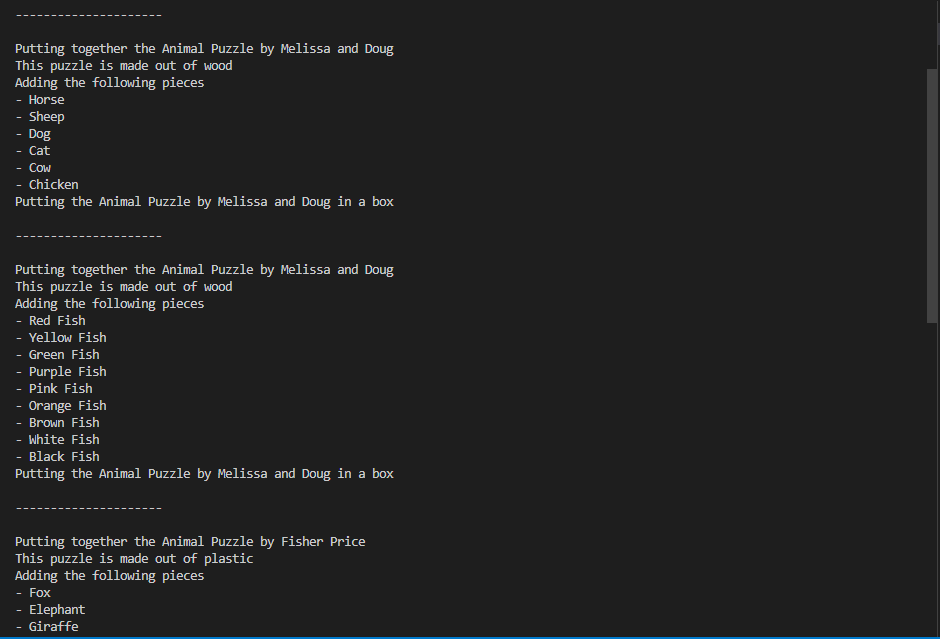 ---------------------
Putting together the Animal Puzzle by Melissa and Doug
This puzzle is made out of wood
Adding the following pieces
- Horse
- Sheep
- Dog
- Cat
- Cow
- Chicken
Putting the Animal Puzzle by Melissa and Doug in a box
---------------------
Putting together the Animal Puzzle by Melissa and Doug
This puzzle is made out of wood
Adding the following pieces
- Red Fish
- Yellow Fish
- Green Fish
- Purple Fish
- Pink Fish
- Orange Fish
- Brown Fish
- White Fish
- Black Fish
Putting the Animal Puzzle by Melissa and Doug in a box
---------------------
Putting together the Animal Puzzle by Fisher Price
This puzzle is made out of plastic
Adding the following pieces
- Fox
- Elephant
- Giraffe